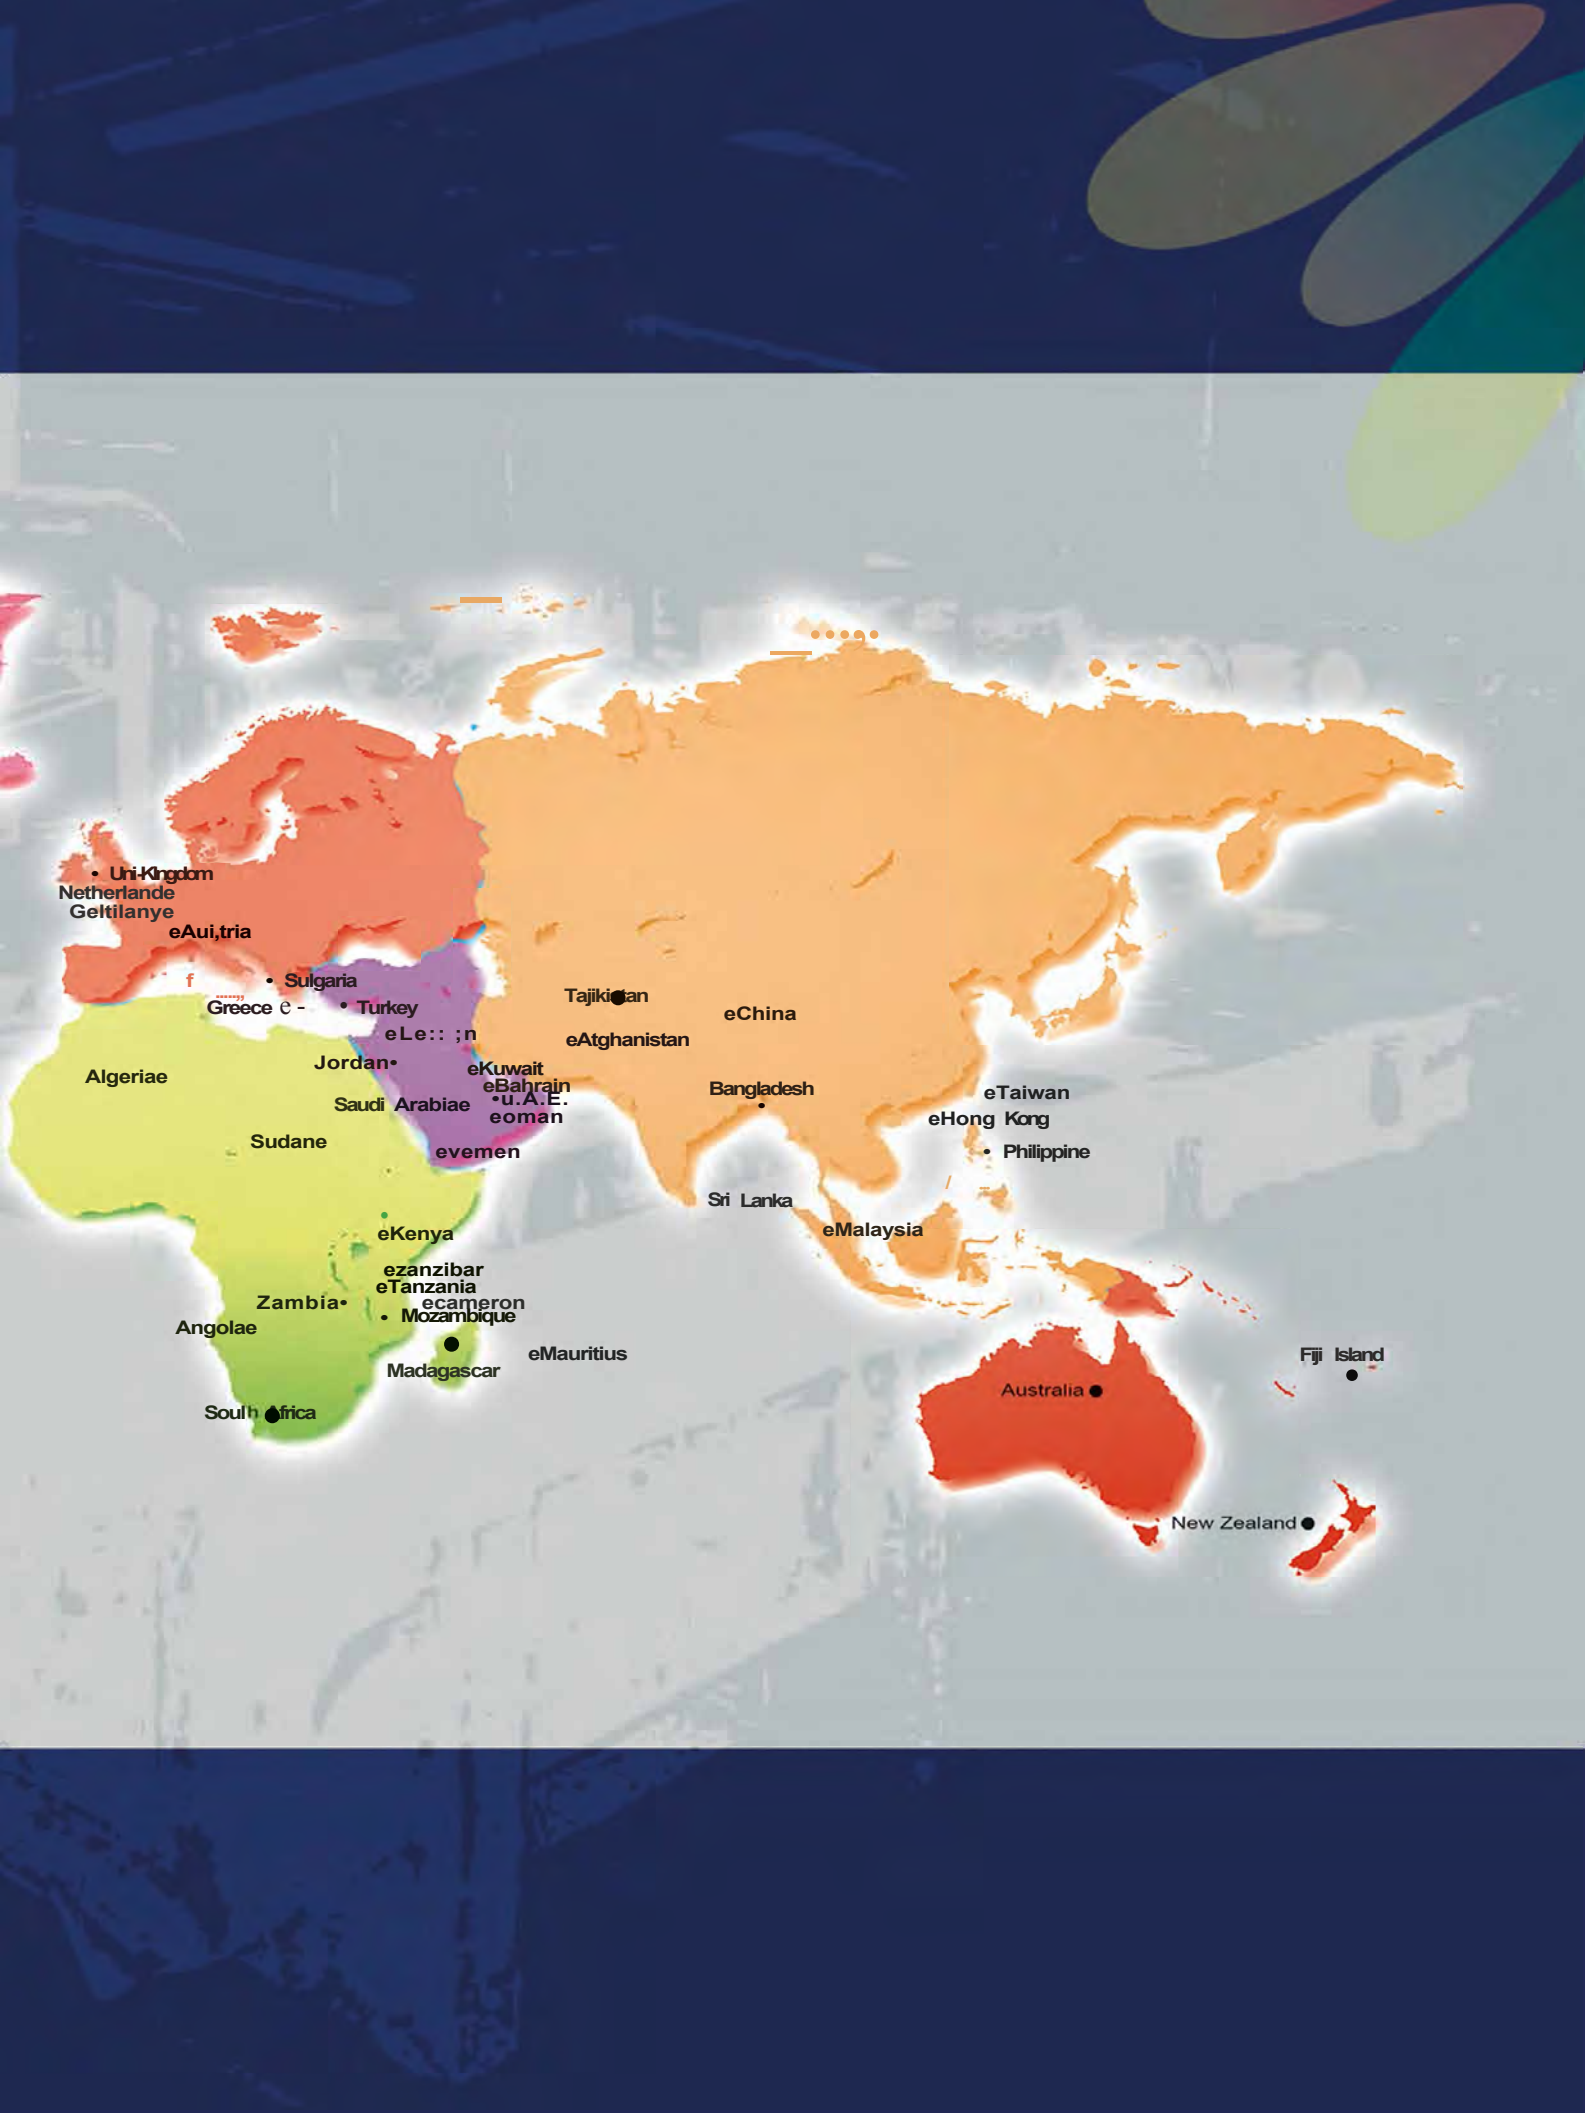 • Uni-KIngdom
Netherlande
Geltilanye
eAui,tria
f
• Sulgaria
Greece e -
• Turkey
Tajikistan
eChina
eLe:: ;n
eAtghanistan
Jordan•
eKuwait
Algeriae
eBahrain
Bangladesh
eTaiwan
•u.A.E.
Saudi Arabiae
eoman
eHong Kong
Sudane
evemen
• Philippine
Sri Lanka
eKenya
eMalaysia
ezanzibar
eTanzania
Zambia•
ecameron
• Mozambique
Angolae
eMauritius
Fiji Island
Madagascar
Australia
Soulh Africa
New Zealand